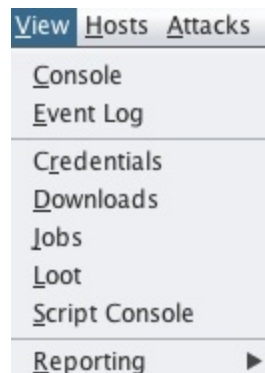 View Hosts Attacks
Console
Event Log
Credentials
Downloads
Jobs
Loot
Script Console
Reporting